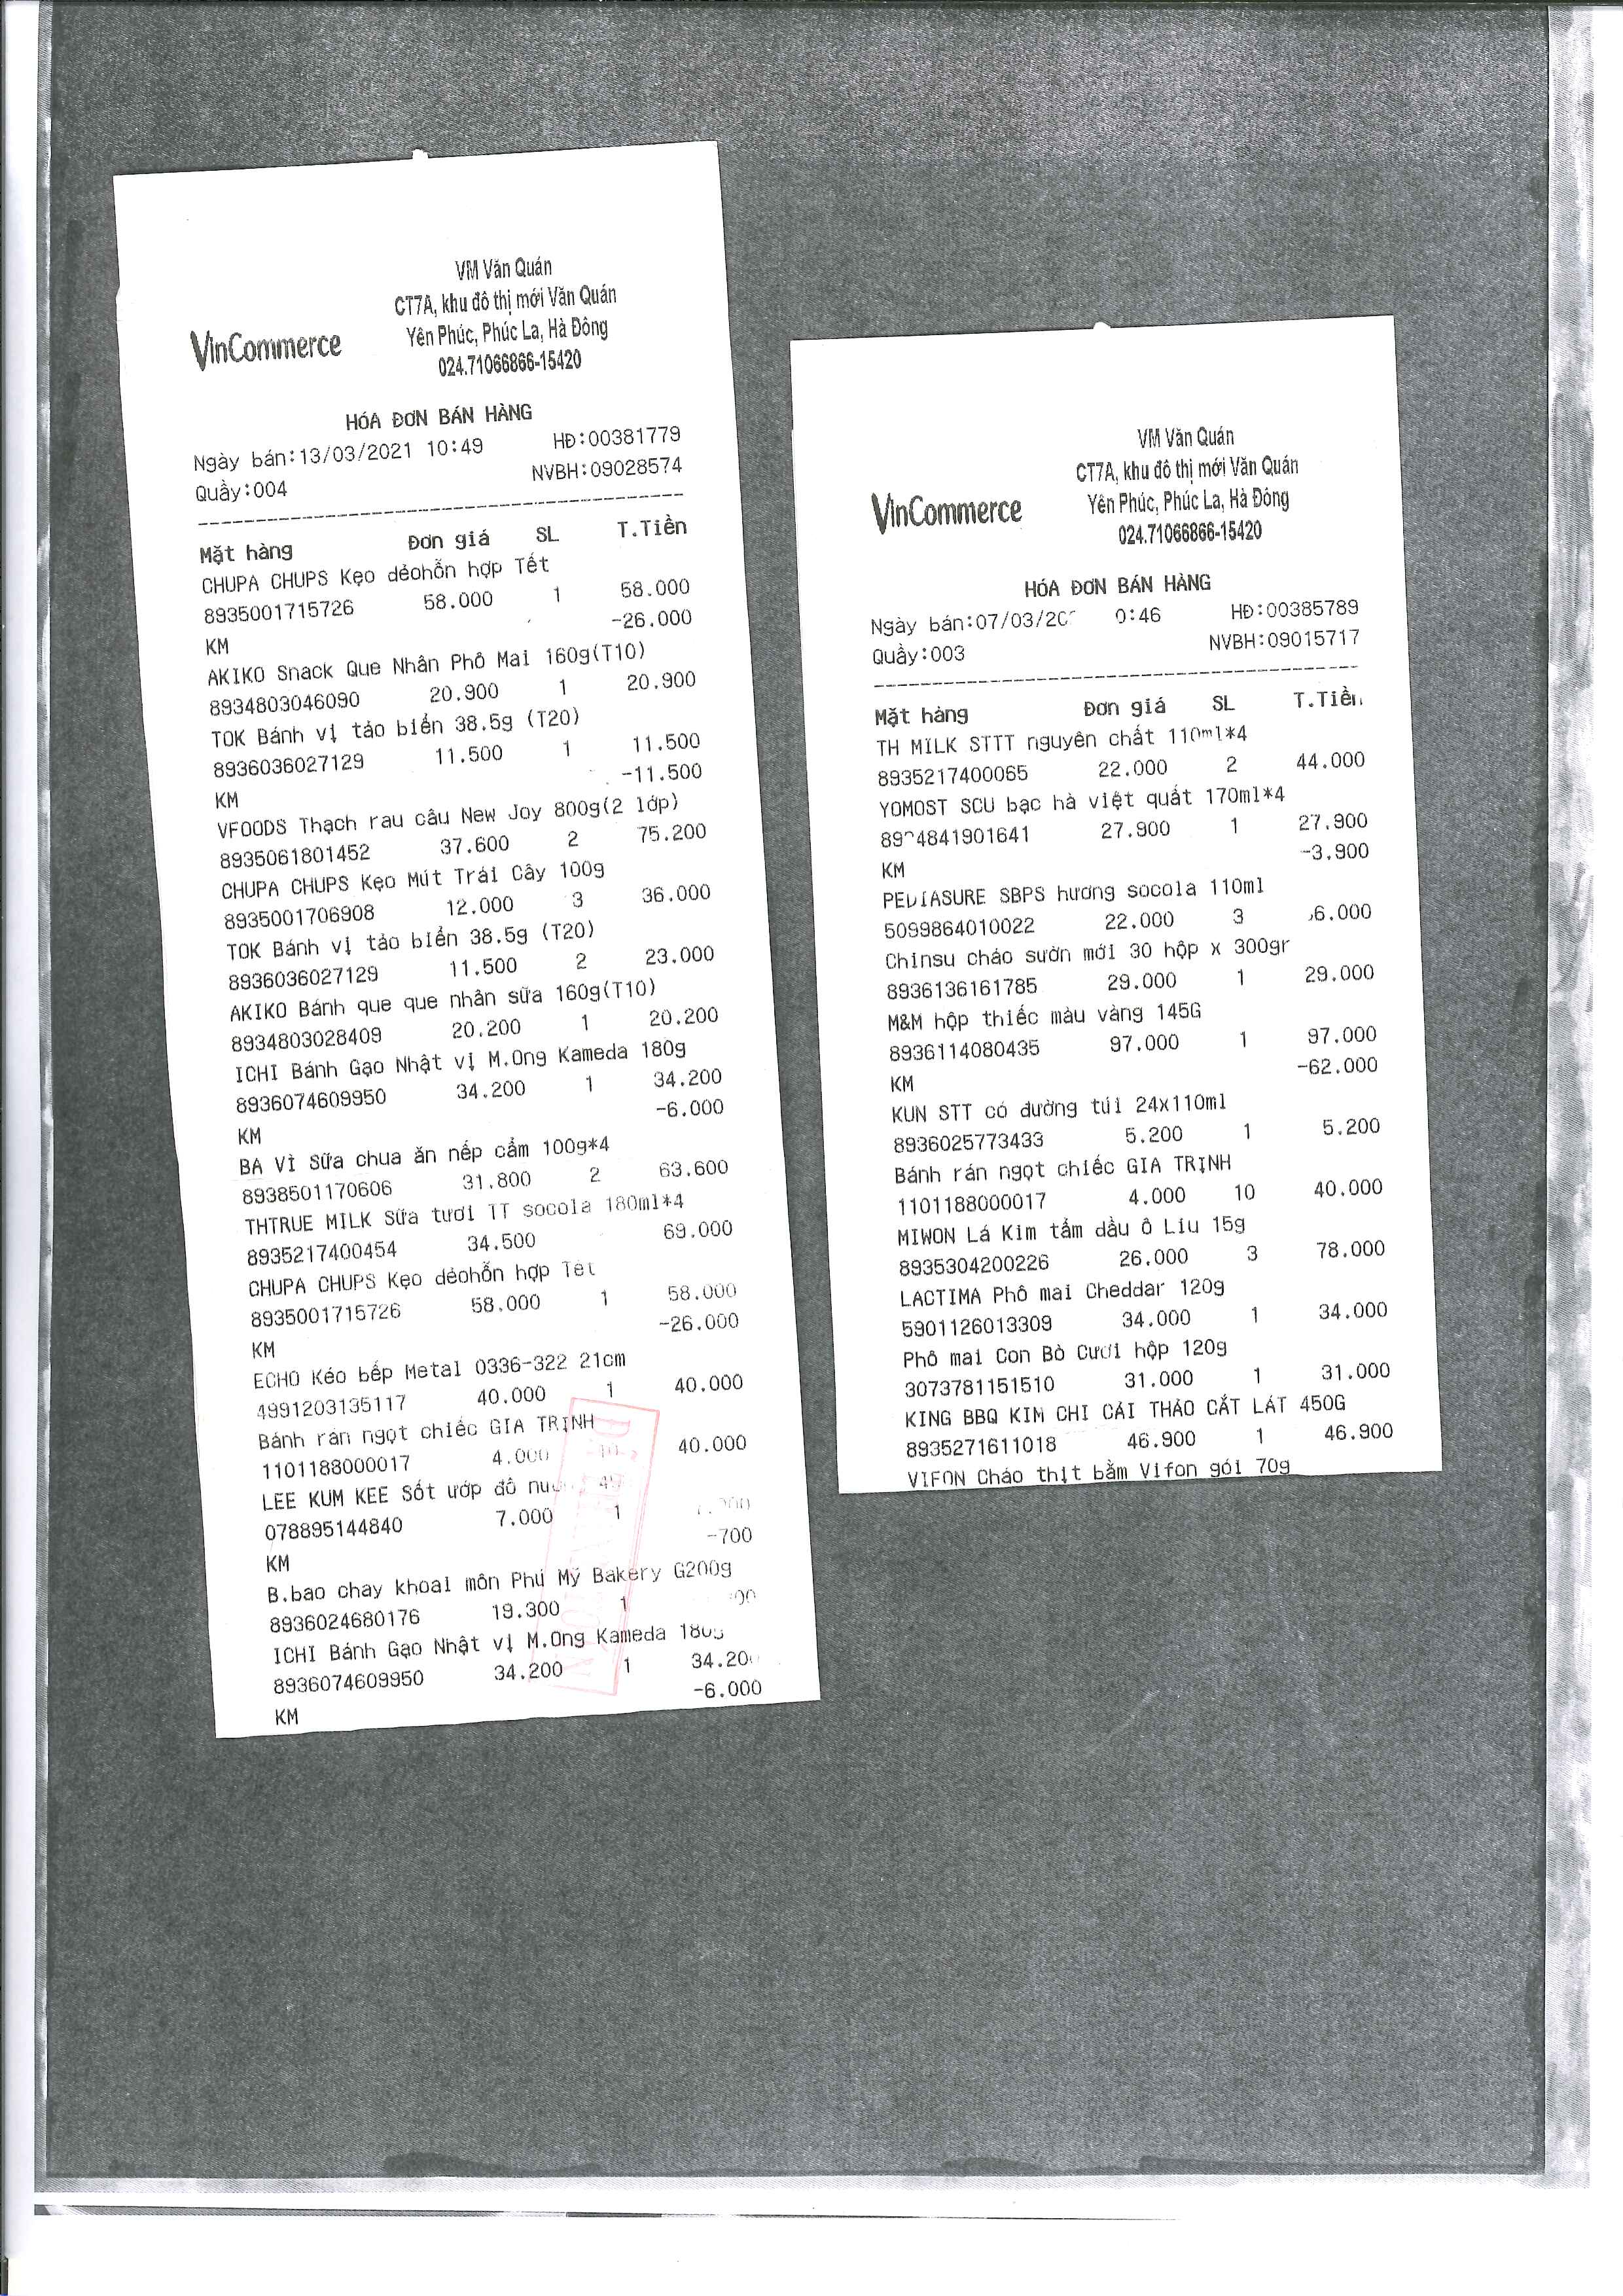 VM Văn Quán
CT7A, khu đô thị mới Văn Quán
Yên Phúc, Phúc La, Hà Đông
024.71066866-15420
VinCommerce
HÓA ĐƠN BÁN HÀNG
Ngày bán:13/03/2021 10:49 HĐ:00381779
Quầy:004 NVBH:09028574
Mặt hàng Đơn giá SL T.Tiền
CHUPA CHUPS Kẹo dẻohỗn hợp Tết
8935001715726 58.000 1 58.000
KM -26.000
AKIKO Snack Que Nhân Phô Mai 160g(T10)
8934803046090 20.900 1 20.900
TOK Bánh vị tảo biển 38.5g (T20)
8936036027129 11.500 1 11.500
KM -11.500
VFOODS Thạch rau câu New Joy 800g(2 lớp)
8935061801452 37.600 2 75.200
CHUPA CHUPS Kẹo Mút Trái Cây 100g
8935001706908 12.000 3 36.000
TOK Bánh vị tảo biển 38.5g (T20)
8936036027129 11.500 2 23.000
AKIKO Bánh que que nhân sữa 160g(T10)
8934803028409 20.200 1 20.200
ICHI Bánh Gạo Nhật vị M.Ong Kameda 180g
8936074609950 34.200 1 34.200
KM -6.000
BA VÌ Sữa chua ăn nếp cẩm 100g*4
8938501170606 31.800 2 63.600
THTRUE MILK Sữa tươi TT socola 180ml*4
8935217400454 34.500 69.000
CHUPA CHUPS Kẹo dẻohỗn hợp Tết
8935001715726 58.000 1 58.000
KM -26.000
ECHO Kéo bếp Metal 0336-322 21cm
4991203135117 40.000 1 40.000
Bánh rán ngọt chiếc GIA TRỊNH
1101188000017 4.000 40.000
LEE KUM KEE Sốt ướp đồ
078895144840 7.000 1
KM -700
B.bao chay khoai môn Phú Mỹ Bakery G200g
8936024680176 19.300 1
ICHI Bánh Gạo Nhật vị M.Ong Kameda
8936074609950 34.200 1 34.20
KM -6.000
VM Văn Quán
CT7A, khu đô thị mới Văn Quán
Yên Phúc, Phúc La, Hà Đông
024.71066866-15420
VinCommerce
HÓA ĐƠN BÁN HÀNG
Ngày bán:07/03/20 0:46 HĐ:00385789
Quầy:003 NVBH:09015717
Mặt hàng Đơn giá SL T.Tiền
TH MILK STTT nguyên chất 110ml*4
8935217400065 22.000 2 44.000
YOMOST SCU bạc hà việt quất 170ml*4
27.900 1 27.900
KM -3.900
PEDIASURE SBPS hương socola 110ml
5099864010022 22.000 3 6.000
Chinsu cháo sườn mới 30 hộp x 300gr
8936136161785 29.000 1 29.000
M&M hộp thiếc màu vàng 145G
8936114080435 97.000 1 97.000
KM -62.000
KUN STT có đường túi 24x110ml
8936025773433 5.200 1 5.200
Bánh rán ngọt chiếc GIA TRỊNH
1101188000017 4.000 10 40.000
MIWON Lá Kim tẩm dầu ô Liu 15g
8935304200226 26.000 3 78.000
LACTIMA Phô mai Cheddar 120g
5901126013309 34.000 1 34.000
Phô mai Con Bò Cười hộp 120g
3073781151510 31.000 1 31.000
KING BBQ KIM CHI CẢI THẢO CẮT LÁT 450G
8935271611018 46.900 1 46.900
VIFON Cháo thịt bằm Vifon gói 70g